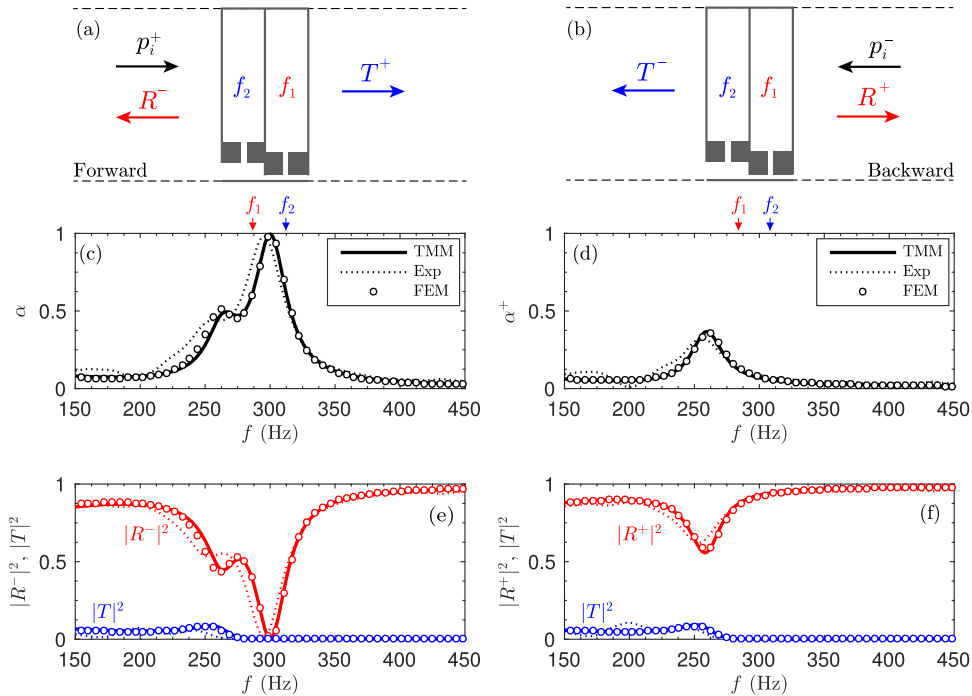 (a)
p_i^+
R^-
f_2
f_1
T^+
Forward
(b)
T^-
f_2
f_1
p_i^-
R^+
Backward
f_1
f_2
(c)
TMM
Exp
FEM
α
1
0.5
0
150 200 250 300 350 400 450
f (Hz)
f_1
f_2
(d)
TMM
Exp
FEM
α^+
1
0.5
0
150 200 250 300 350 400 450
f (Hz)
(e)
|R^-|^2
|T|^2
|R^-|^2, |T|^2
1
0.5
0
150 200 250 300 350 400 450
f (Hz)
(f)
|R^+|^2
|T|^2
|R^+|^2, |T|^2
1
0.5
0
150 200 250 300 350 400 450
f (Hz)